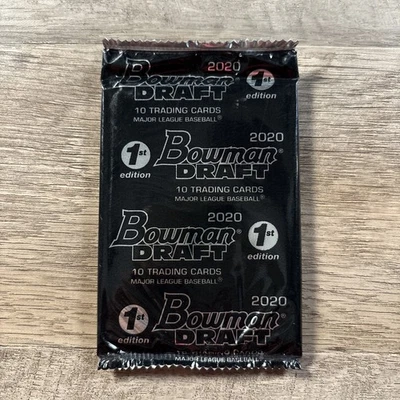 2020
Bowman® 1st
DRAFT edition
10 TRADING CARDS
MAJOR LEAGUE BASEBALL®
2020
1st Bowman®
edition DRAFT
10 TRADING CARDS
MAJOR LEAGUE BASEBALL®
2020
Bowman® 1st
DRAFT edition
10 TRADING CARDS
MAJOR LEAGUE BASEBALL®
2020
1st Bowman®
edition DRAFT
CARDS
MAJOR LEAGUE BASEBALL®